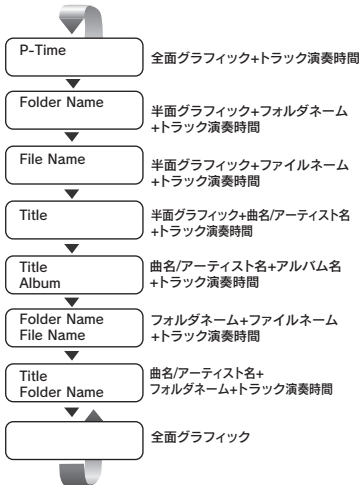 P-Time
全面グラフィック+トラック演奏時間
Folder Name
半面グラフィック+フォルダネーム
+トラック演奏時間
File Name
半面グラフィック+ファイルネーム
+トラック演奏時間
Title
半面グラフィック+曲名/アーティスト名
+トラック演奏時間
Title
Album
曲名/アーティスト名+アルバム名
+トラック演奏時間
Folder Name
File Name
フォルダネーム+ファイルネーム
+トラック演奏時間
Title
Folder Name
曲名/アーティスト名+
フォルダネーム+トラック演奏時間
全面グラフィック